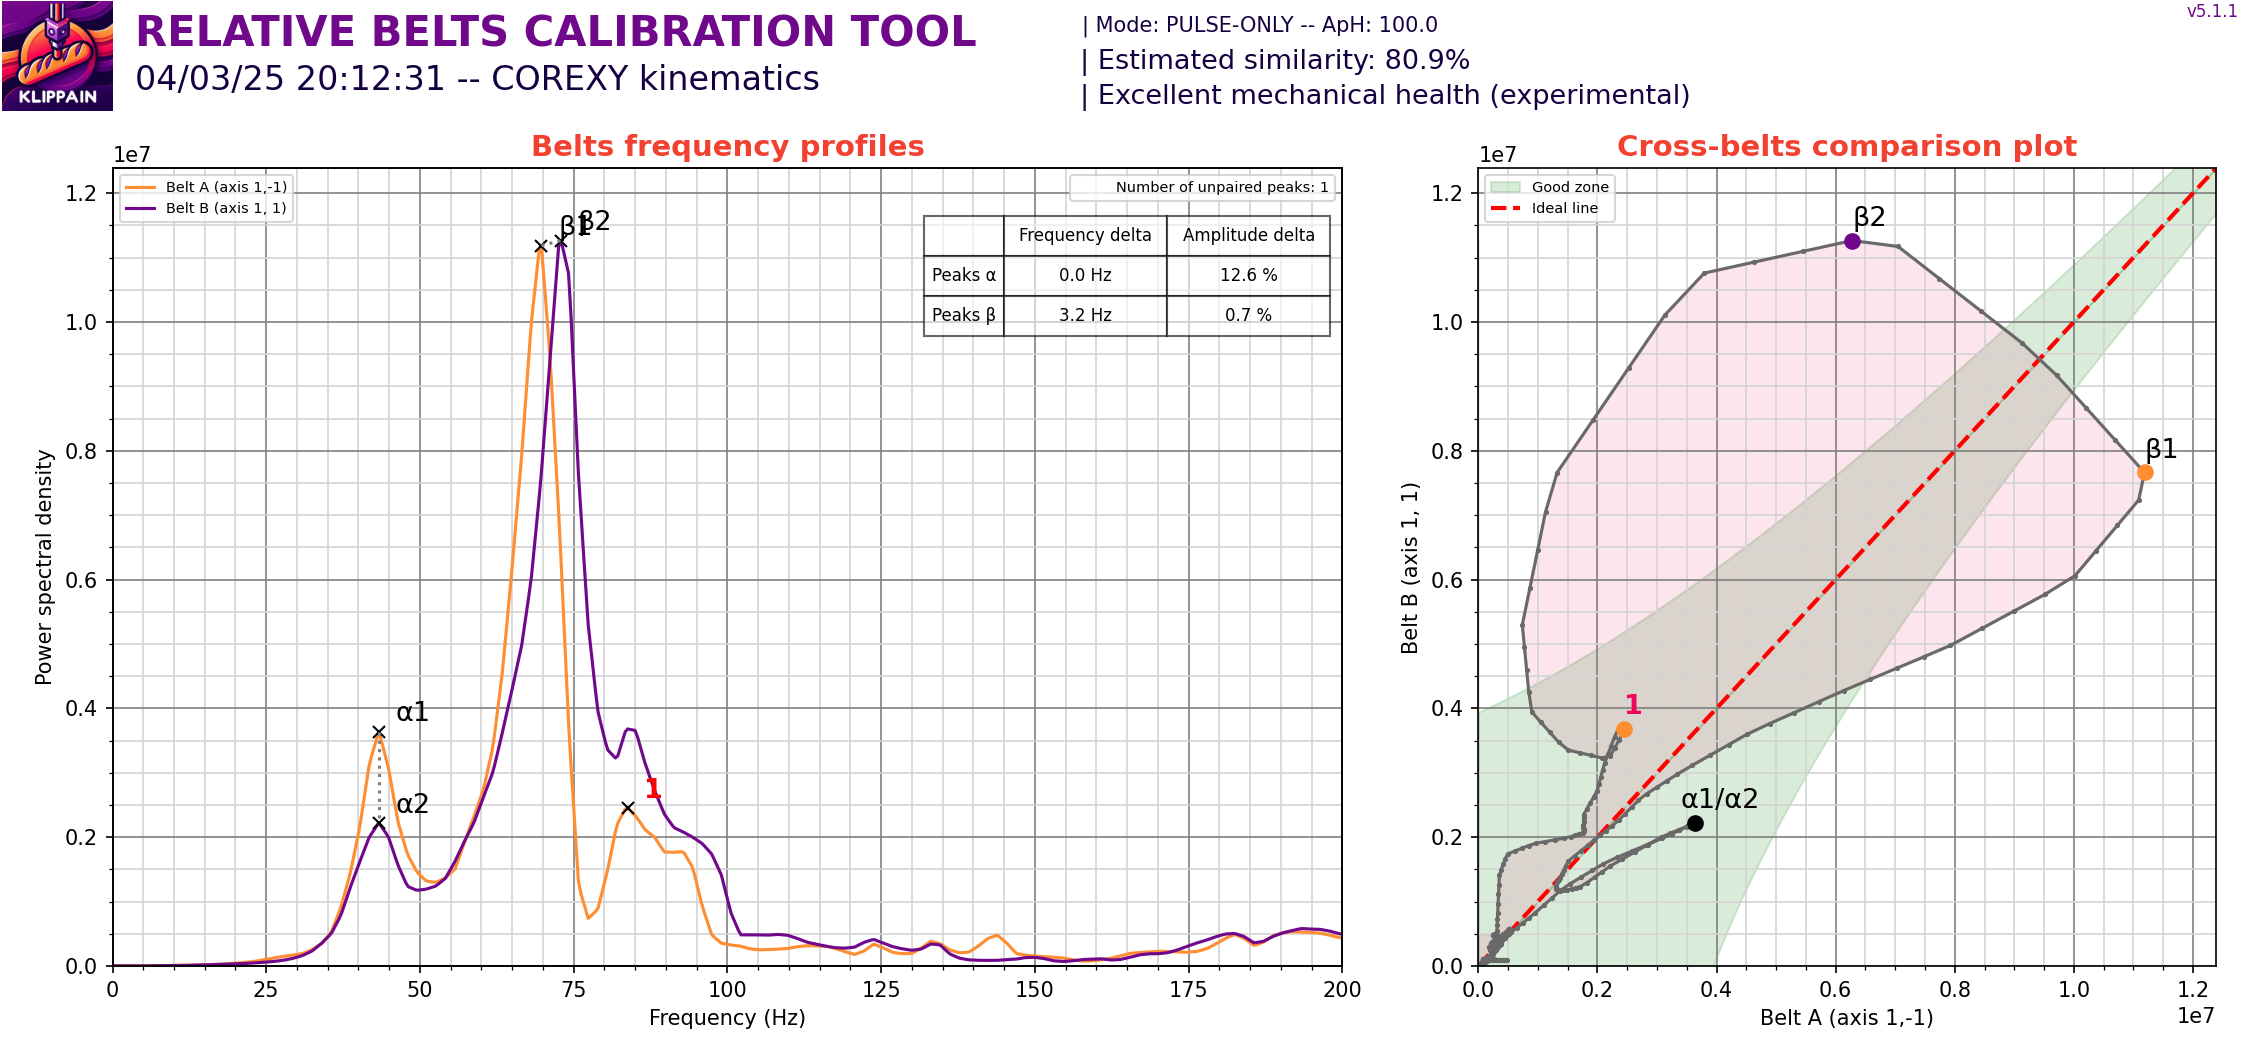 KLIPPAIN
RELATIVE BELTS CALIBRATION TOOL
04/03/25 20:12:31 -- COREXY kinematics
| Mode: PULSE-ONLY -- ApH: 100.0
| Estimated similarity: 80.9%
| Excellent mechanical health (experimental)
v5.1.1
Belts frequency profiles
1e7
Belt A (axis 1,-1)
Belt B (axis 1, 1)
Number of unpaired peaks: 1
Frequency delta Amplitude delta
Peaks α 0.0 Hz 12.6 %
Peaks β 3.2 Hz 0.7 %
β1 β2
α1
α2
1
Power spectral density
1.2
1.0
0.8
0.6
0.4
0.2
0.0
0 25 50 75 100 125 150 175 200
Frequency (Hz)
Cross-belts comparison plot
1e7
Good zone
Ideal line
β2
β1
1
α1/α2
Belt B (axis 1, 1)
1.2
1.0
0.8
0.6
0.4
0.2
0.0
0.0 0.2 0.4 0.6 0.8 1.0 1.2
1e7
Belt A (axis 1,-1)